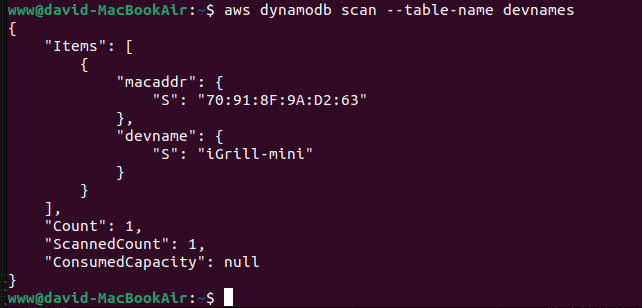 www@david-MacBookAir:~$ aws dynamodb scan --table-name devnames
{
    "Items": [
        {
            "macaddr": {
                "S": "70:91:8F:9A:D2:63"
            },
            "devname": {
                "S": "iGrill-mini"
            }
        }
    ],
    "Count": 1,
    "ScannedCount": 1,
    "ConsumedCapacity": null
}
www@david-MacBookAir:~$